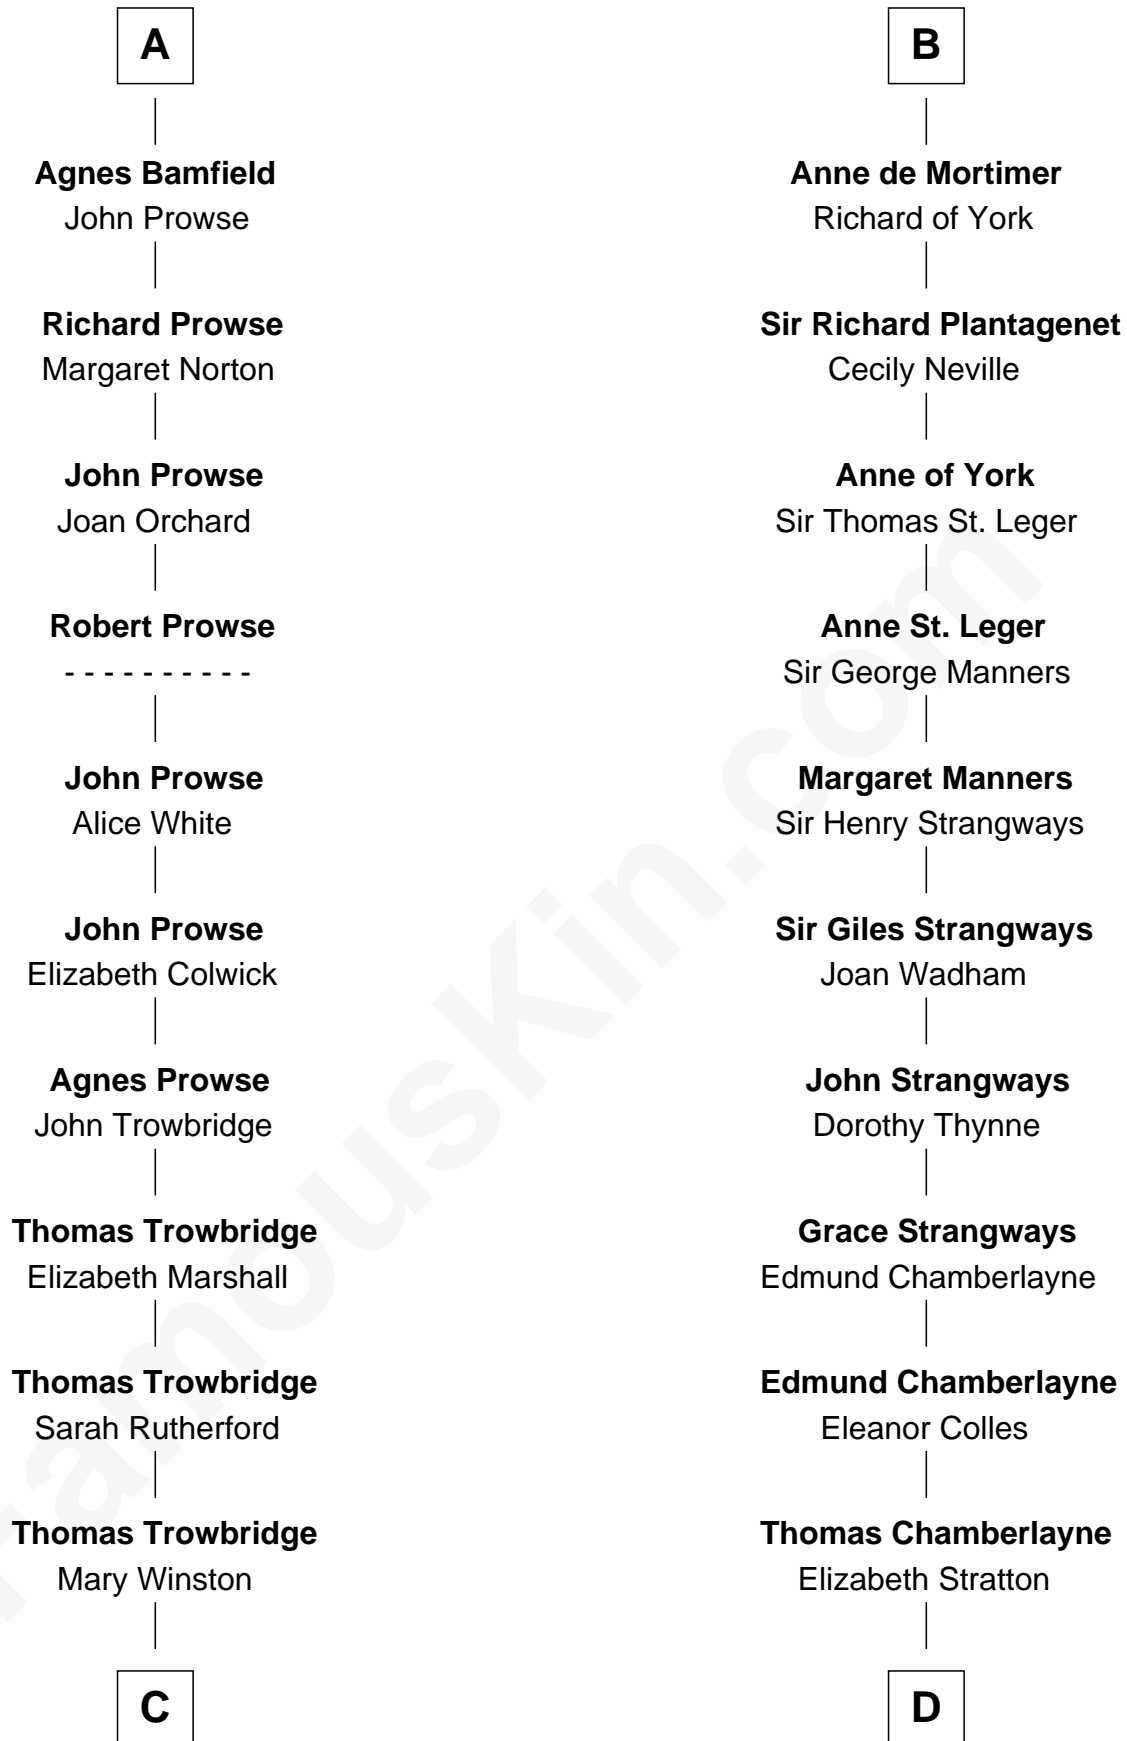 A
Agnes Bamfield
John Prowse
Richard Prowse
Margaret Norton
John Prowse
Joan Orchard
Robert Prowse
- - - - - - - - - -
John Prowse
Alice White
John Prowse
Elizabeth Colwick
Agnes Prowse
John Trowbridge
Thomas Trowbridge
Elizabeth Marshall
Thomas Trowbridge
Sarah Rutherford
Thomas Trowbridge
Mary Winston
C
B
Anne de Mortimer
Richard of York
Sir Richard Plantagenet
Cecily Neville
Anne of York
Sir Thomas St. Leger
Anne St. Leger
Sir George Manners
Margaret Manners
Sir Henry Strangways
Sir Giles Strangways
Joan Wadham
John Strangways
Dorothy Thynne
Grace Strangways
Edmund Chamberlayne
Edmund Chamberlayne
Eleanor Colles
Thomas Chamberlayne
Elizabeth Stratton
D
FamousKin.com